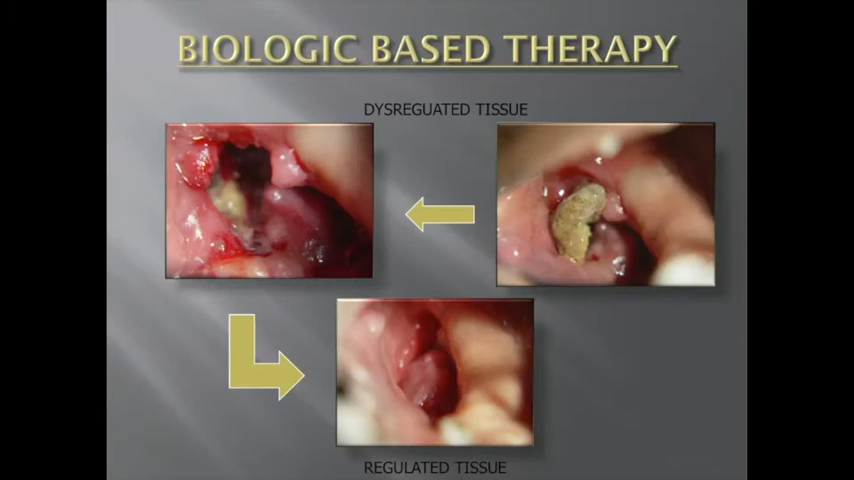 BIOLOGIC BASED THERAPY
DYSREGUATED TISSUE
REGULATED TISSUE